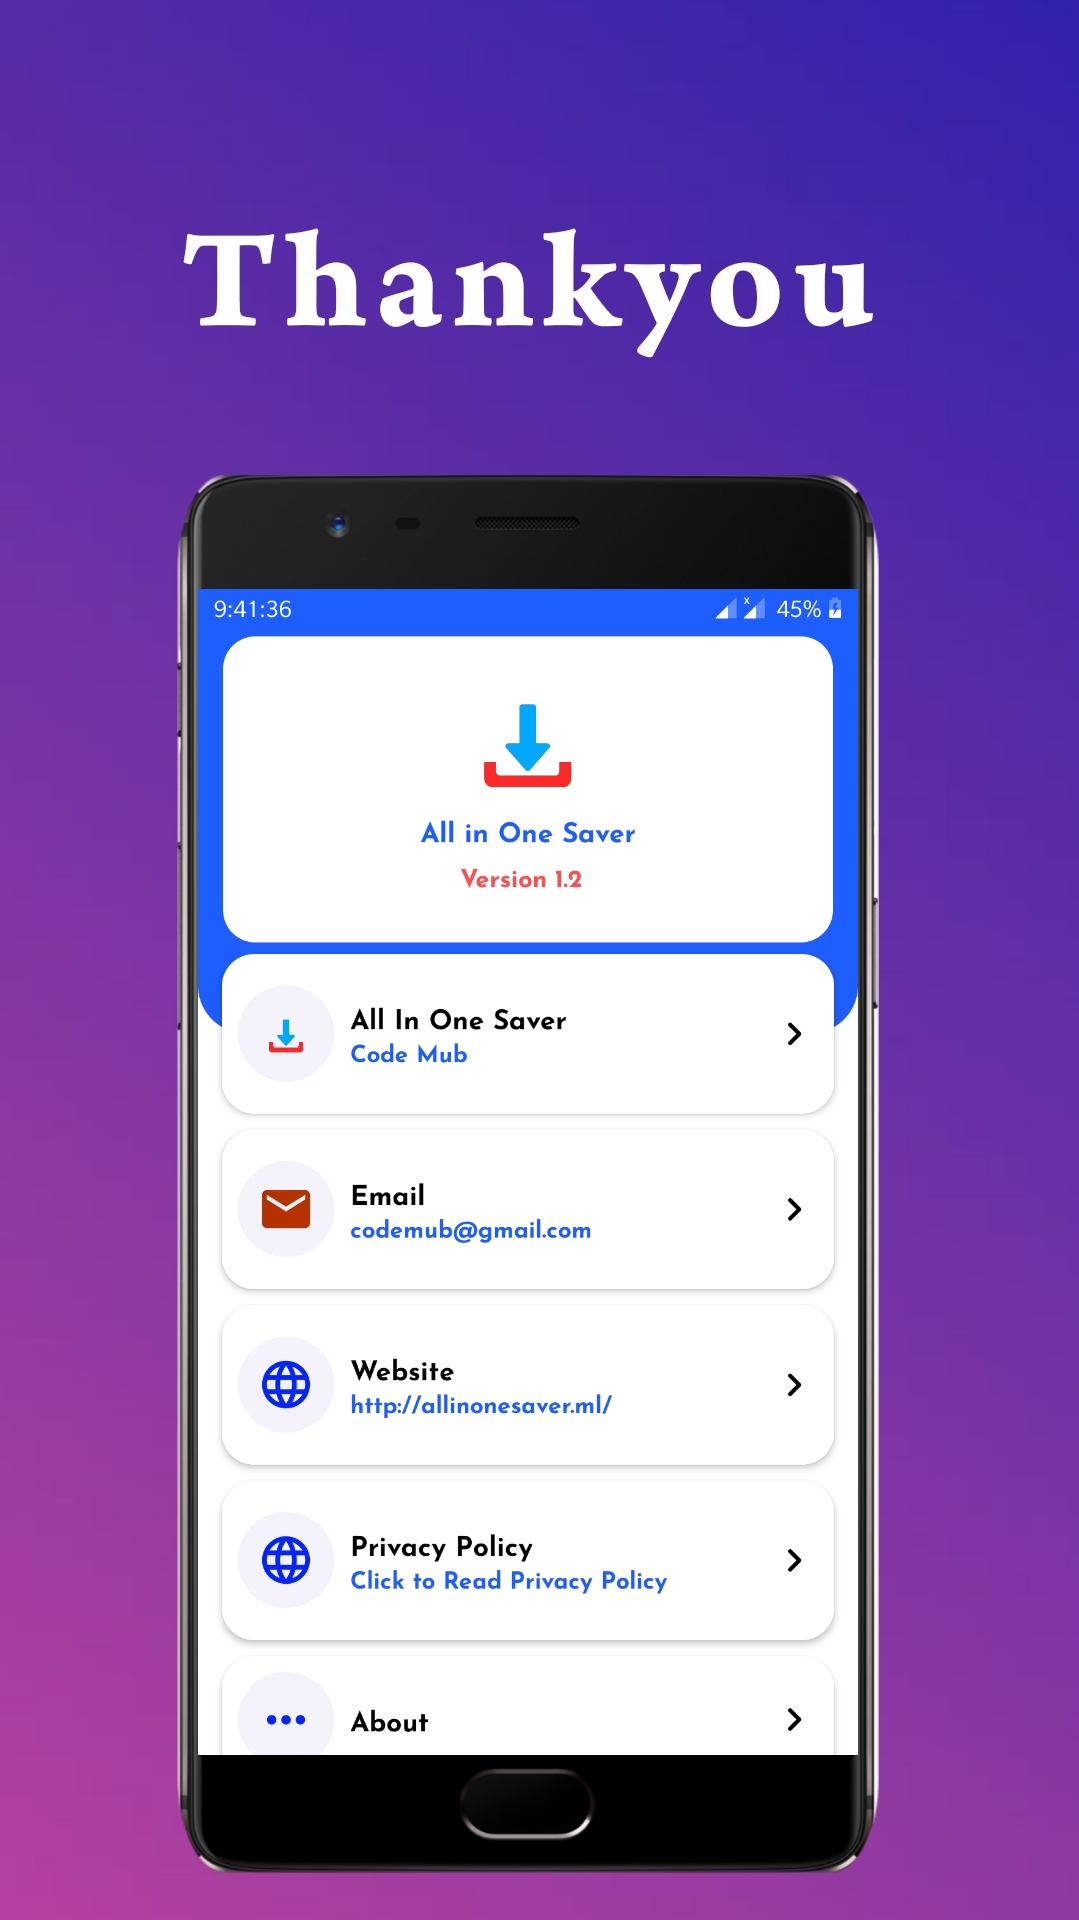 Thankyou
9:41:36
x 45%
All in One Saver
Version 1.2
All In One Saver
Code Mub
Email
codemub@gmail.com
Website
http://allinonesaver.ml/
Privacy Policy
Click to Read Privacy Policy
About